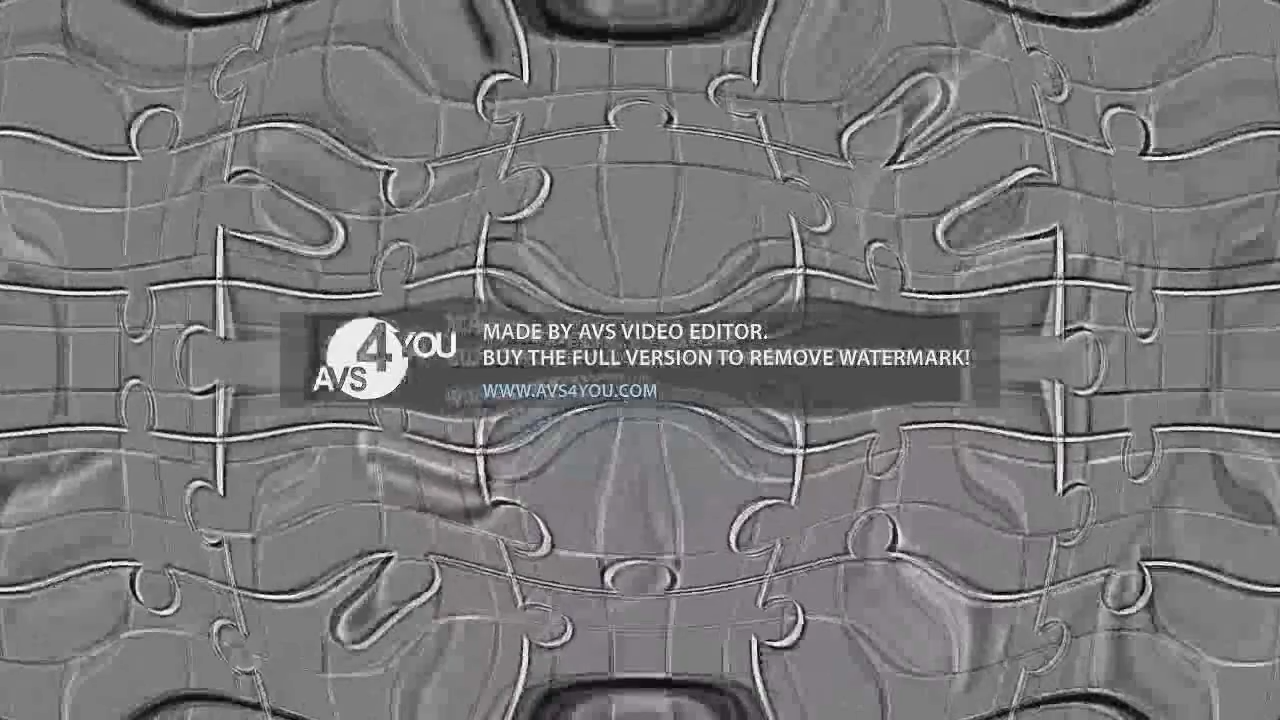 AVS4YOU
MADE BY AVS VIDEO EDITOR.
BUY THE FULL VERSION TO REMOVE WATERMARK!
WWW.AVS4YOU.COM